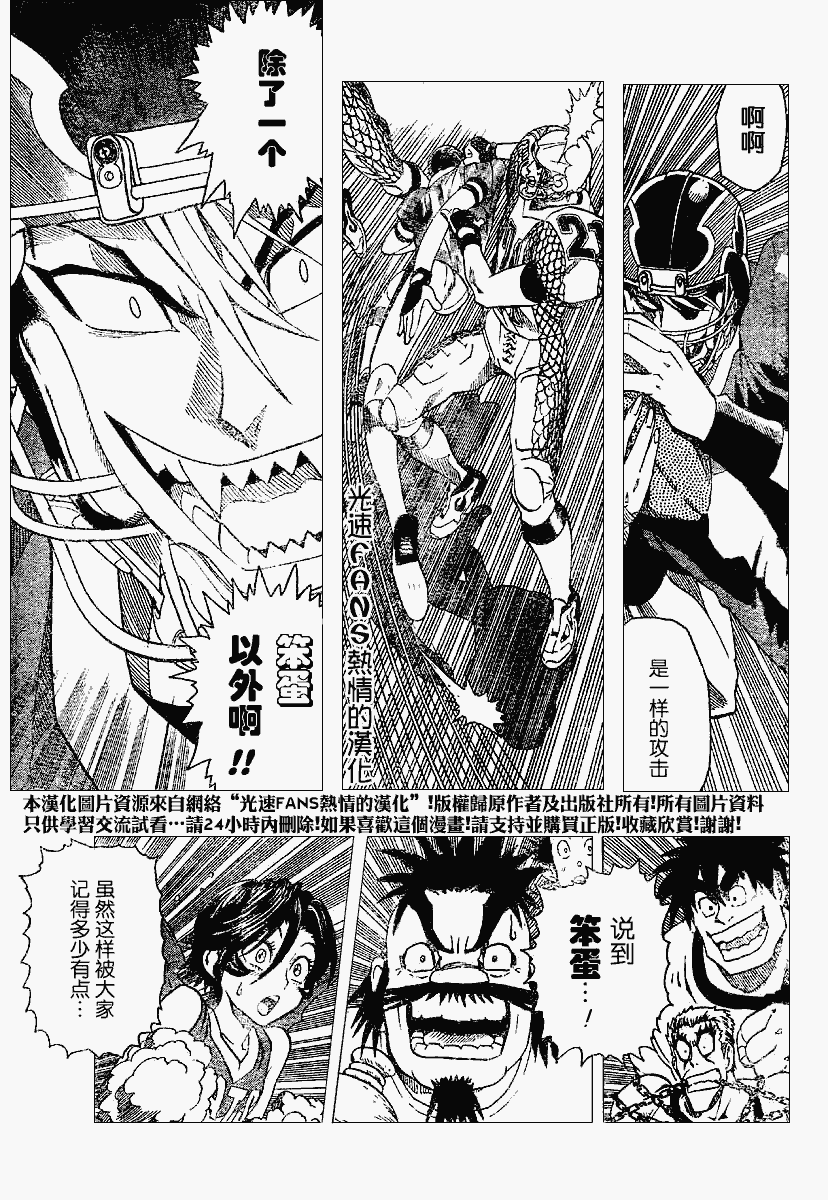 啊啊
是一样的攻击
21
光速FANS熱情的漢化
除了一个
笨蛋
以外啊!!
本漢化圖片資源來自網絡“光速FANS熱情的漢化”!版權歸原作者及出版社所有!所有圖片資料
只供學習交流試看…請24小時內刪除!如果喜歡這個漫畫!請支持並購買正版!收藏欣賞!謝謝!
说到
笨蛋…!
虽然这样被大家
记得多少有点…